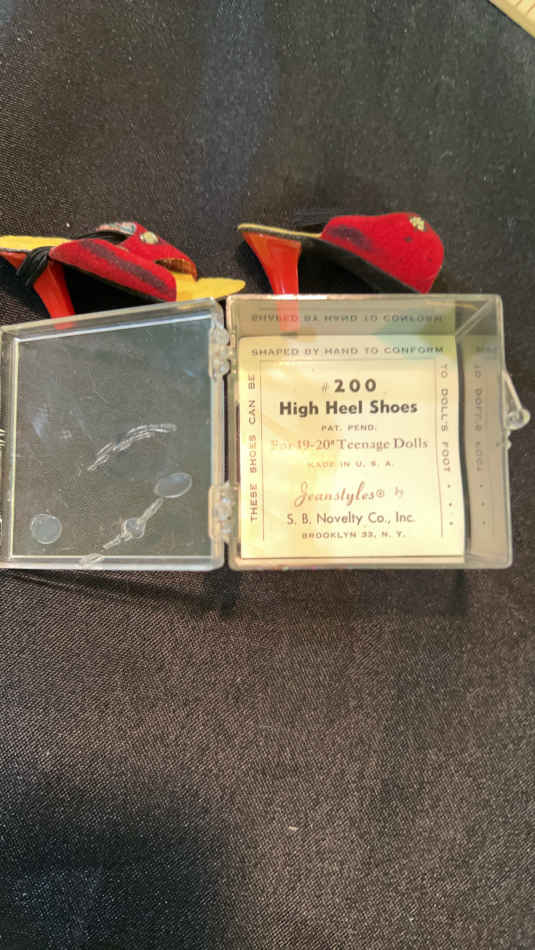 SHAPED BY HAND TO CONFORM
TO DOLL'S FOOT . . .
THESE SHOES CAN BE
#200
High Heel Shoes
PAT. PEND.
For 19-20" Teenage Dolls
MADE IN U. S. A.
Jeanstyles® by
S. B. Novelty Co., Inc.
BROOKLYN 33, N. Y.